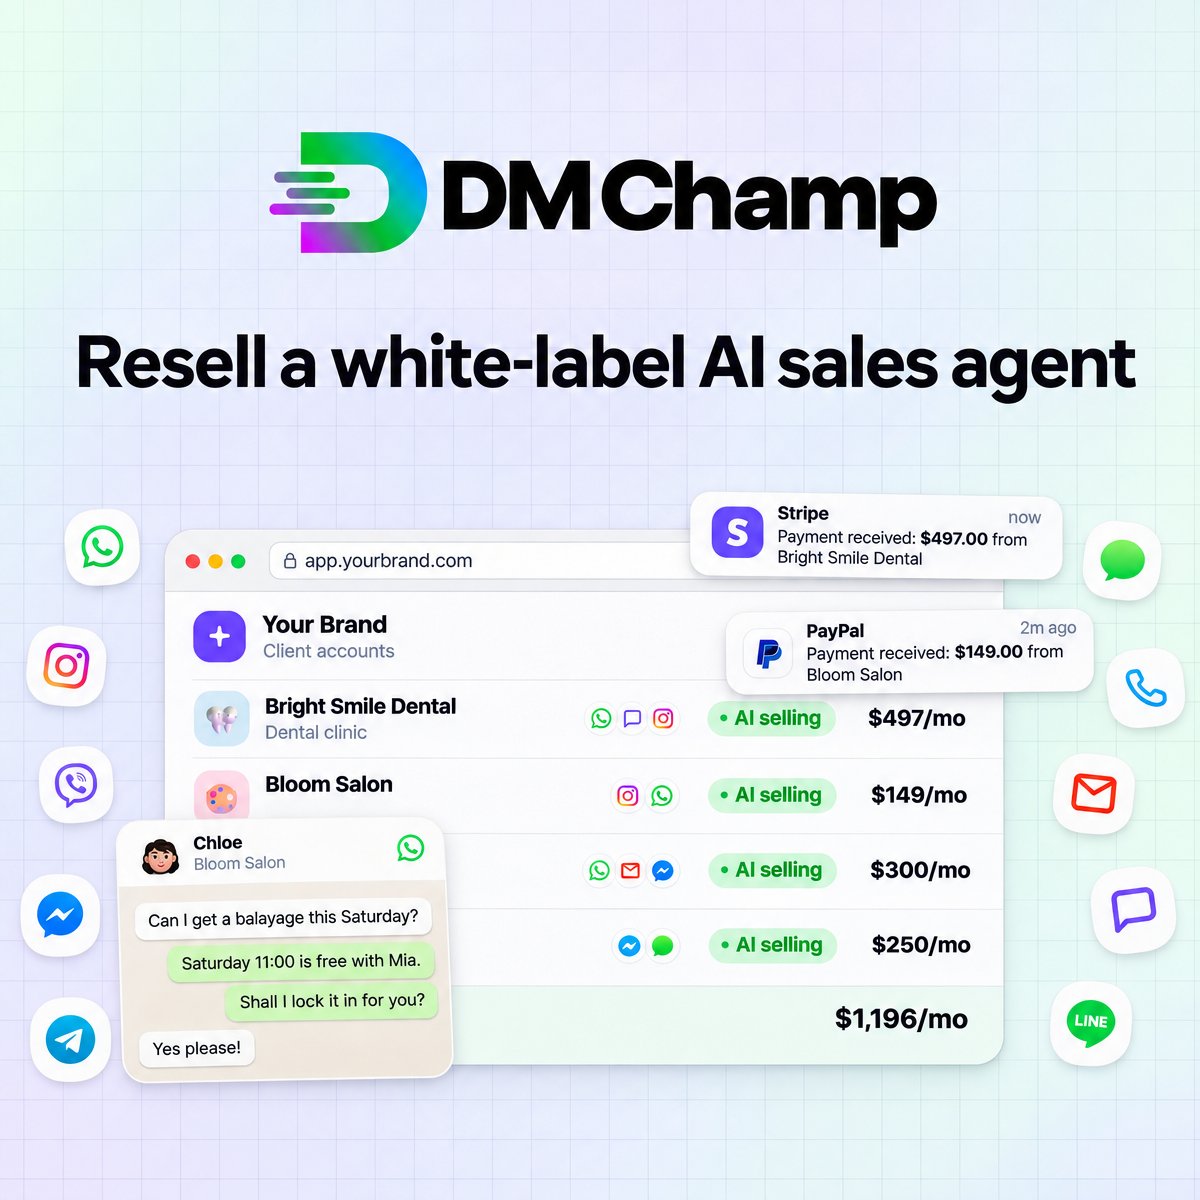 DM Champ
Resell a white-label AI sales agent
Stripe
now
Payment received: $497.00 from
Bright Smile Dental
app.yourbrand.com
PayPal
2m ago
Payment received: $149.00 from
Bloom Salon
Your Brand
Client accounts
Bright Smile Dental
Dental clinic
AI selling
$497/mo
Bloom Salon
AI selling
$149/mo
AI selling
$300/mo
AI selling
$250/mo
$1,196/mo
Chloe
Bloom Salon
Can I get a balayage this Saturday?
Saturday 11:00 is free with Mia.
Shall I lock it in for you?
Yes please!
LINE